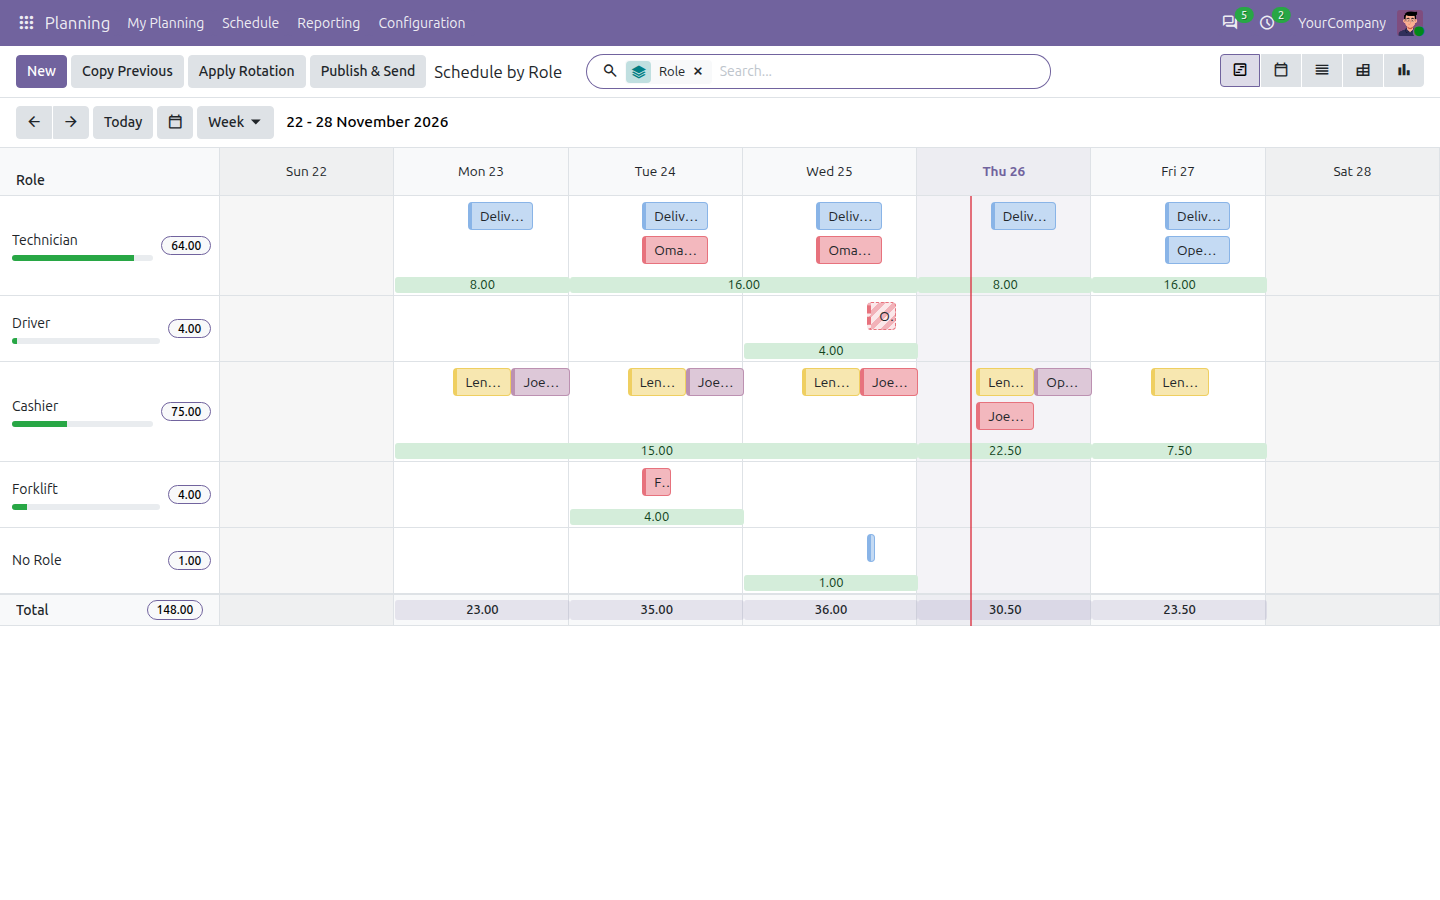 Planning My Planning Schedule Reporting Configuration 5 2 YourCompany
New Copy Previous Apply Rotation Publish & Send Schedule by Role Role Search...
Today Week 22 - 28 November 2026
Role Sun 22 Mon 23 Tue 24 Wed 25 Thu 26 Fri 27 Sat 28
Deliv... Deliv... Deliv... Deliv... Deliv...
Technician 64.00 Oma... Oma... Ope...
8.00 16.00 8.00 16.00
Driver 4.00 O.
4.00
Len... Joe... Len... Joe... Len... Joe... Len... Op... Len...
Cashier 75.00 Joe...
15.00 22.50 7.50
Forklift 4.00 F..
4.00
No Role 1.00
1.00
Total 148.00 23.00 35.00 36.00 30.50 23.50